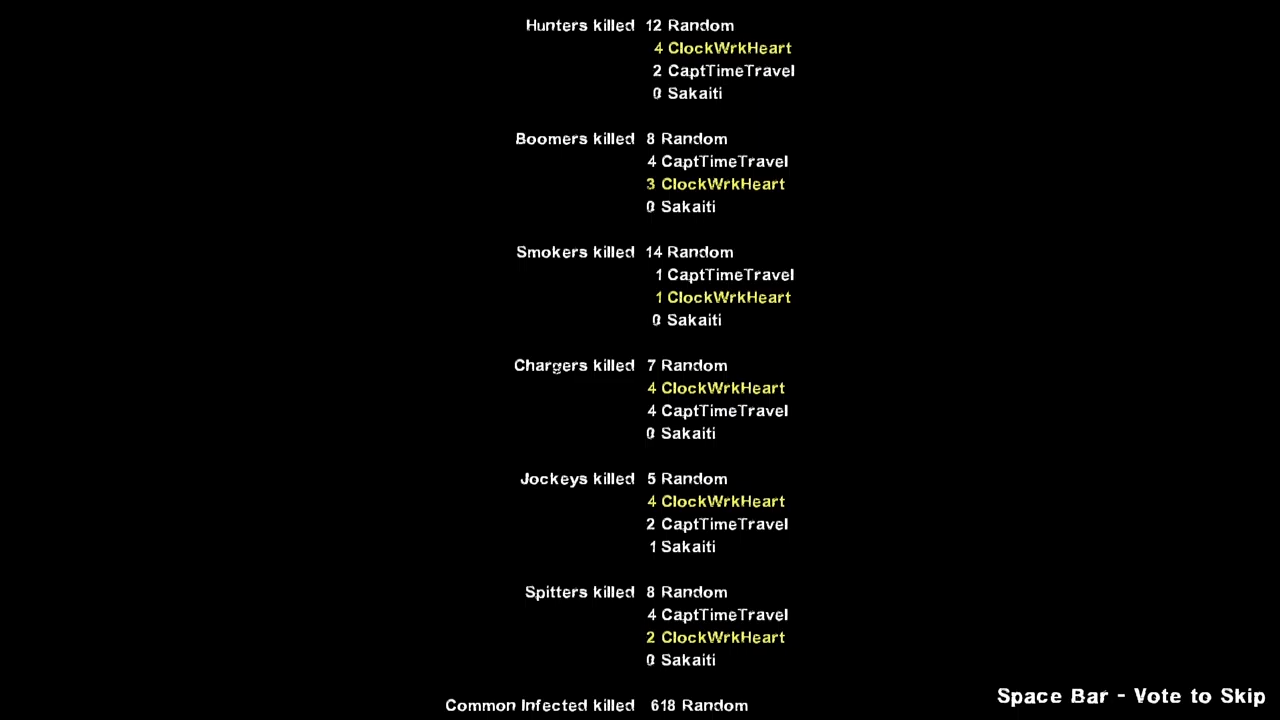 Hunters killed 12 Random
4 ClockWrkHeart
2 CaptTimeTravel
0 Sakaiti
Boomers killed 8 Random
4 CaptTimeTravel
3 ClockWrkHeart
0 Sakaiti
Smokers killed 14 Random
1 CaptTimeTravel
1 ClockWrkHeart
0 Sakaiti
Chargers killed 7 Random
4 ClockWrkHeart
4 CaptTimeTravel
0 Sakaiti
Jockeys killed 5 Random
4 ClockWrkHeart
2 CaptTimeTravel
1 Sakaiti
Spitters killed 8 Random
4 CaptTimeTravel
2 ClockWrkHeart
0 Sakaiti
Common Infected killed 618 Random
Space Bar - Vote to Skip